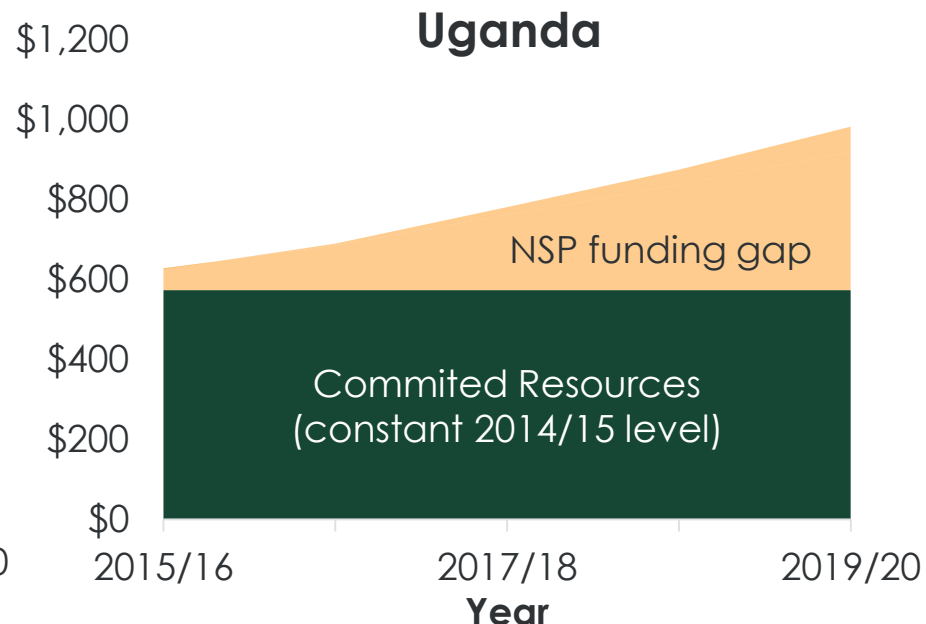 Uganda
$1,200
$1,000
$800
$600
$400
$200
$0
NSP funding gap
Commited Resources
(constant 2014/15 level)
0
2015/16 2017/18 2019/20
Year